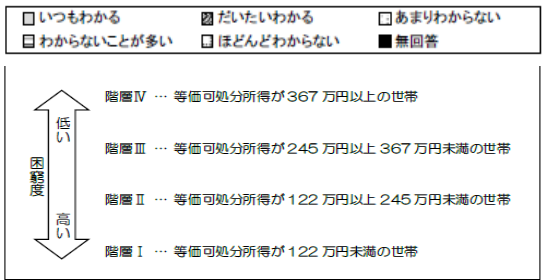 いつもわかる だいたいわかる あまりわからない
わからないことが多い ほどんどわからない 無回答
階層Ⅳ … 等価可処分所得が367万円以上の世帯
低い
階層Ⅲ … 等価可処分所得が245万円以上367万円未満の世帯
困窮度
階層Ⅱ … 等価可処分所得が122万円以上245万円未満の世帯
高い
階層Ⅰ … 等価可処分所得が122万円未満の世帯